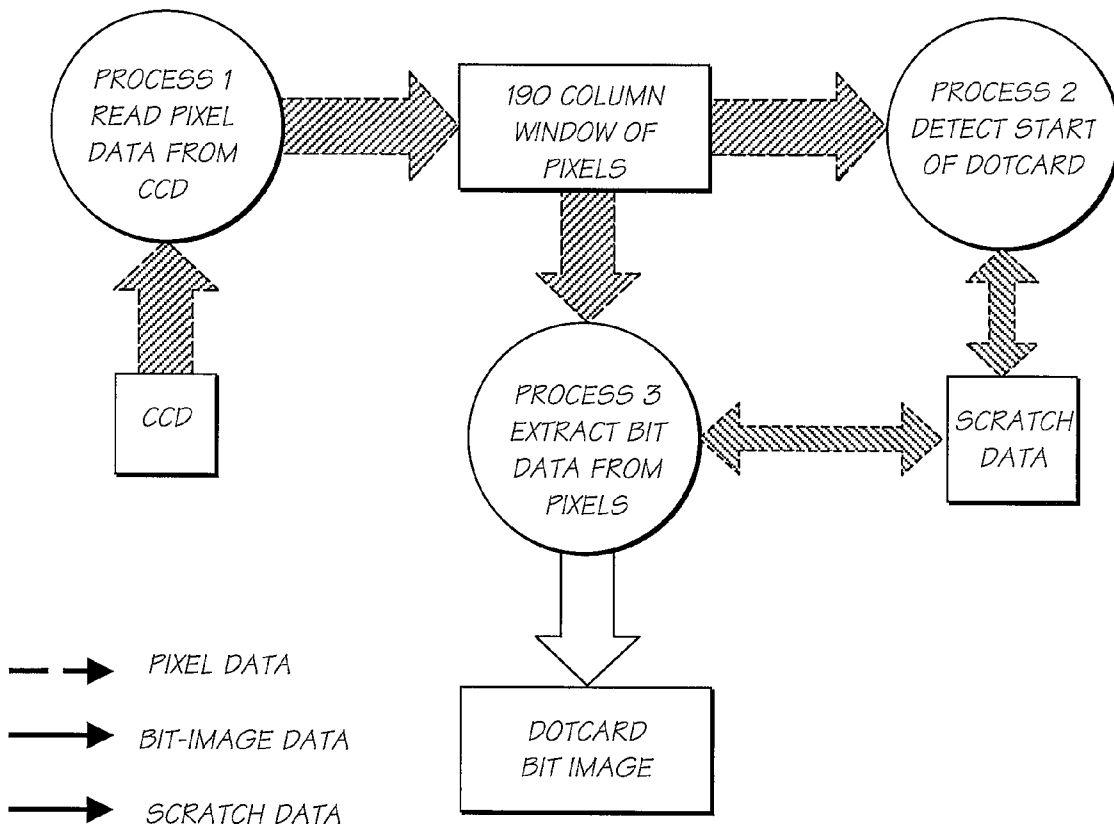 PROCESS 1
READ PIXEL
DATA FROM
CCD
190 COLUMN
WINDOW OF
PIXELS
PROCESS 2
DETECT START
OF DOTCARD
CCD
PROCESS 3
EXTRACT BIT
DATA FROM
PIXELS
SCRATCH
DATA
DOTCARD
BIT IMAGE
PIXEL DATA
BIT-IMAGE DATA
SCRATCH DATA